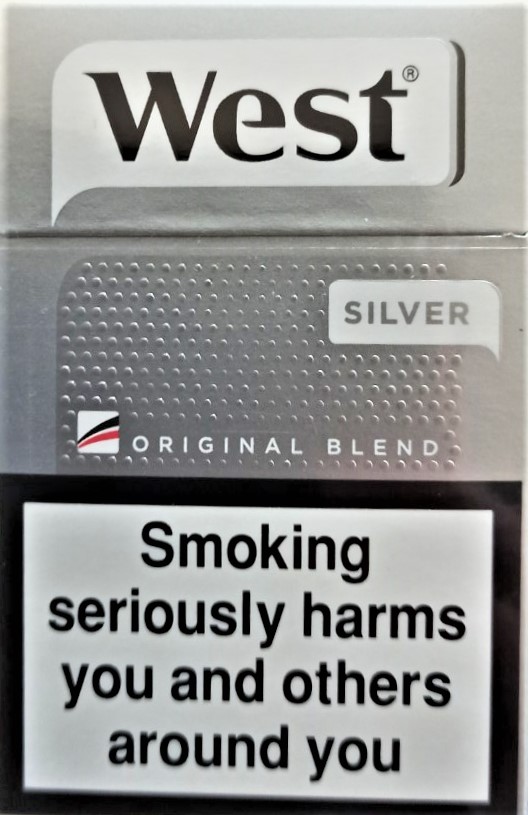 West®
SILVER
ORIGINAL BLEND
Smoking
seriously harms
you and others
around you